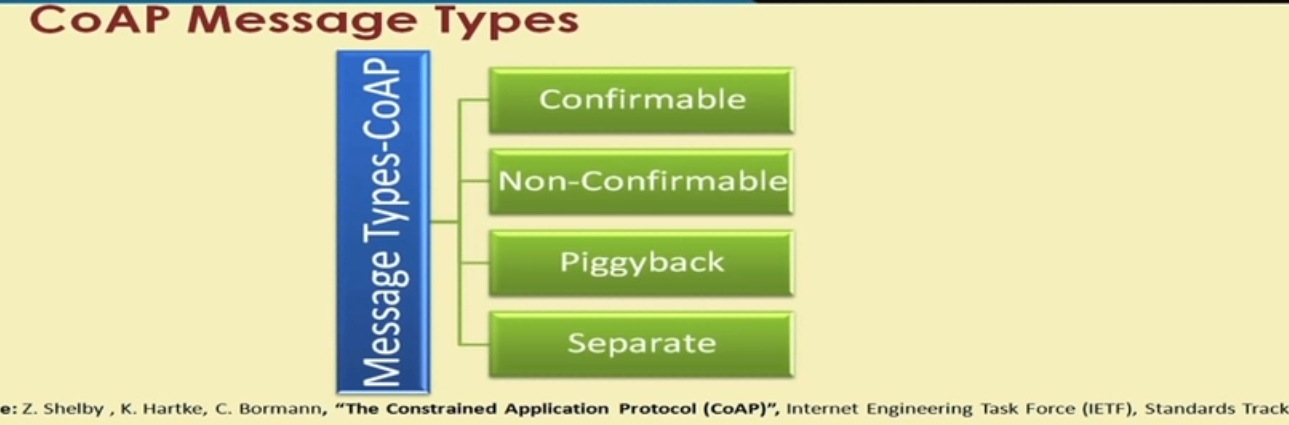 CoAP Message Types
Message Types-CoAP
Confirmable
Non-Confirmable
Piggyback
Separate
e: Z. Shelby , K. Hartke, C. Bormann, “The Constrained Application Protocol (CoAP)”, Internet Engineering Task Force (IETF), Standards Track